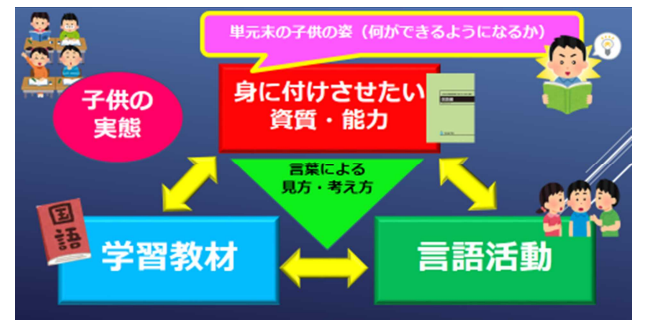 単元末の子供の姿（何ができるようになるか）
子供の
実態
身に付けさせたい
資質・能力
言葉による
見方・考え方
国語
学習教材
言語活動